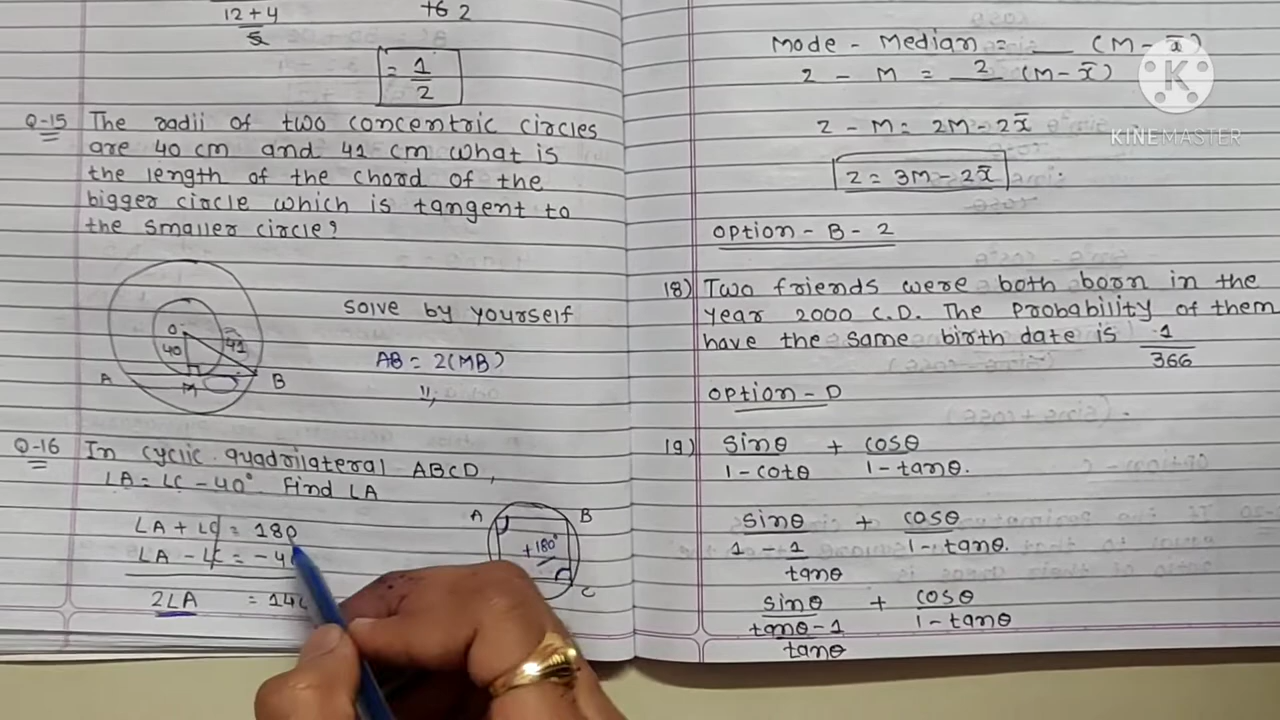 12 + 4
5
+6 2
= 1
2
Q-15 The radii of two concentric circles
are 40 cm and 41 cm what is
the length of the chord of the
bigger circle which is tangent to
the smaller circle?
O
40
41
A
M
B
solve by yourself
AB = 2(MB)
Q-16 In cyclic quadrilateral ABCD,
∠A = ∠C - 40° find ∠A
∠A + ∠C = 180
∠A - ∠C = -4
2∠A = 14
A
B
+180°
C
Mode - Median = __ (M - x̄)
Z - M = 2 (M - x̄)
Z - M = 2M - 2x̄
Z = 3M - 2x̄
option - B - 2
18) Two friends were both born in the
year 2000 C.D. The probability of them
have the same birth date is 1
366
option - D
19) sinθ + cosθ
1 - cotθ 1 - tanθ.
sinθ + cosθ
1 - 1 1 - tanθ.
tanθ
sinθ + cosθ
tanθ - 1 1 - tanθ
tanθ
K
KINEMASTER